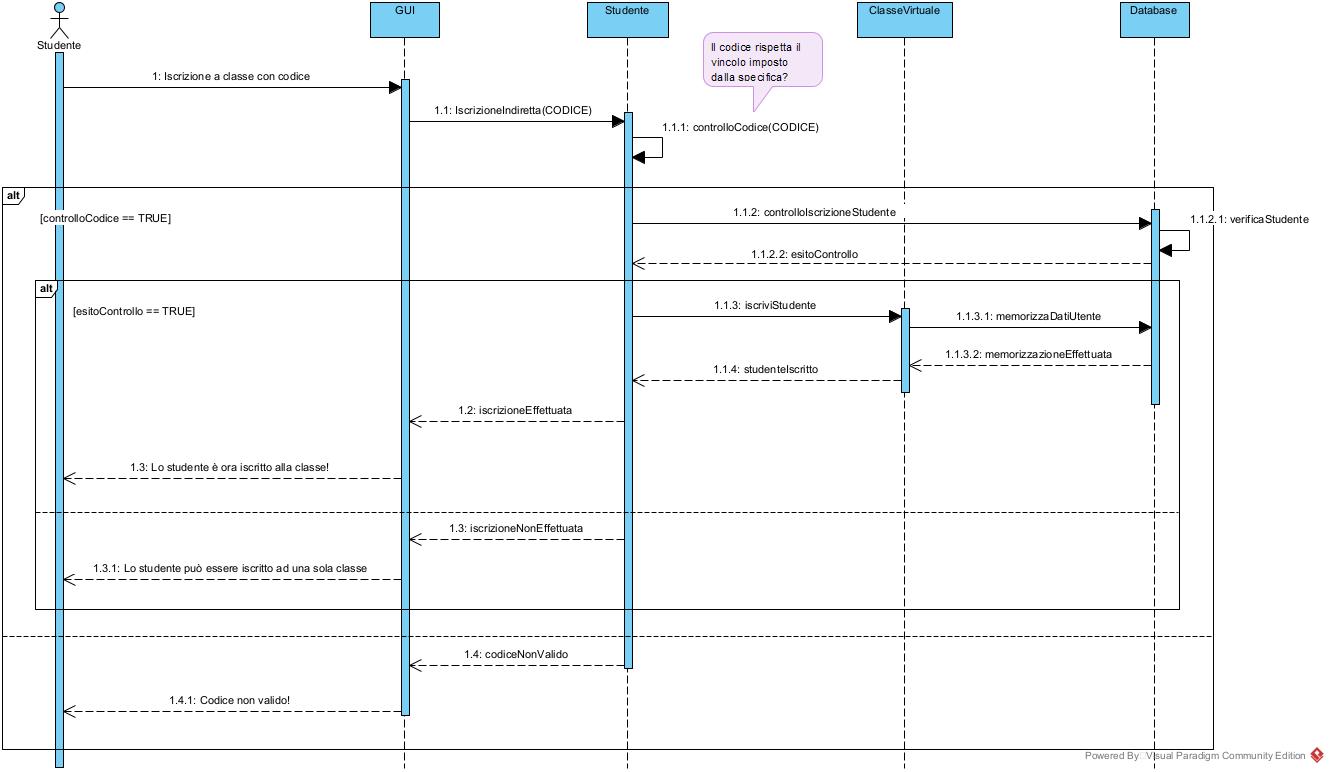 GUI
Studente
ClasseVirtuale
Database
Studente
Il codice rispetta il
vincolo imposto
dalla specifica?
1: Iscrizione a classe con codice
1.1: IscrizioneIndiretta(CODICE)
1.1.1: controlloCodice(CODICE)
alt
[controlloCodice == TRUE]
1.1.2: controlloIscrizioneStudente
1.1.2.1: verificaStudente
1.1.2.2: esitoControllo
alt
[esitoControllo == TRUE]
1.1.3: iscriviStudente
1.1.3.1: memorizzaDatiUtente
1.1.3.2: memorizzazioneEffettuata
1.1.4: studenteIscritto
1.2: iscrizioneEffettuata
1.3: Lo studente è ora iscritto alla classe!
1.3: iscrizioneNonEffettuata
1.3.1: Lo studente può essere iscritto ad una sola classe
1.4: codiceNonValido
1.4.1: Codice non valido!
Powered By Visual Paradigm Community Edition